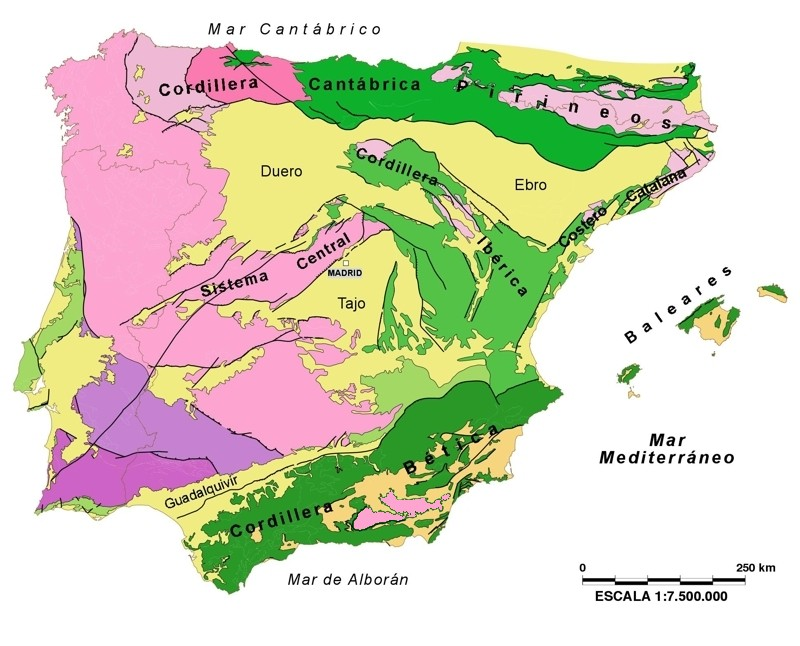 Mar Cantábrico
Cordillera Cantábrica
Pirineos
Duero
Cordillera
Ibérica
Ebro
Costero Catalana
Sistema Central
MADRID
Tajo
Baleares
Mar
Mediterráneo
Guadalquivir
Cordillera Bética
Mar de Alborán
0 250 km
ESCALA 1:7.500.000